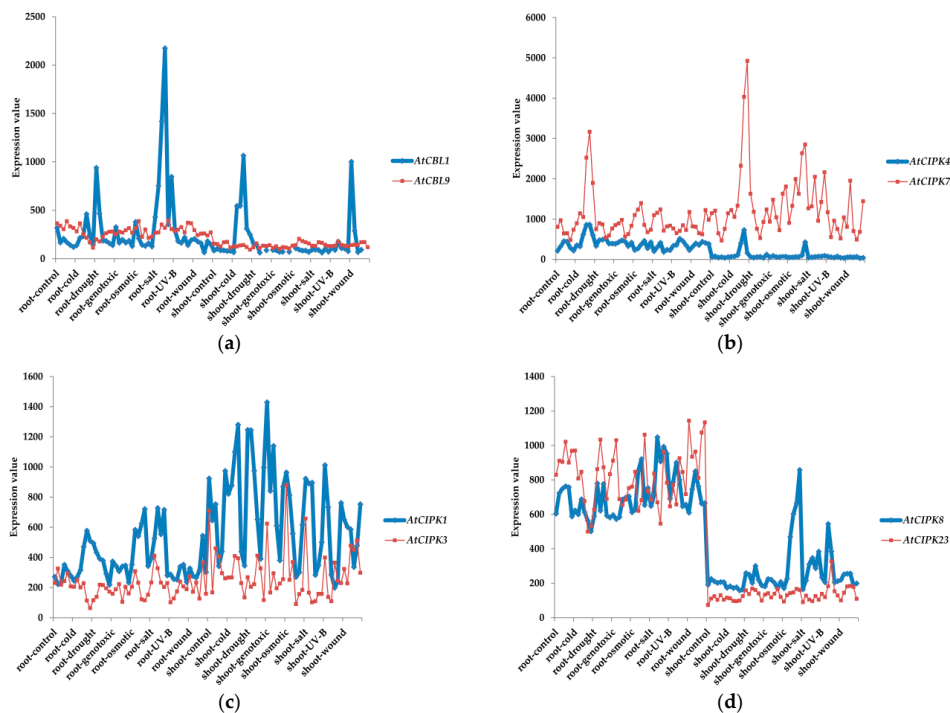 2500
2000
1500
1000
500
0
Expression value
root-control
root-cold
root-drought
root-genotoxic
root-osmotic
root-salt
root-UV-B
root-wound
shoot-control
shoot-cold
shoot-drought
shoot-genotoxic
shoot-osmotic
shoot-salt
shoot-UV-B
shoot-wound
AtCBL1
AtCBL9
(a)
6000
5000
4000
3000
2000
1000
0
Expression value
root-control
root-cold
root-drought
root-genotoxic
root-osmotic
root-salt
root-UV-B
root-wound
shoot-control
shoot-cold
shoot-drought
shoot-genotoxic
shoot-osmotic
shoot-salt
shoot-UV-B
shoot-wound
AtCIPK4
AtCIPK7
(b)
1600
1400
1200
1000
800
600
400
200
0
Expression value
root-control
root-cold
root-drought
root-genotoxic
root-osmotic
root-salt
root-UV-B
root-wound
shoot-control
shoot-cold
shoot-drought
shoot-genotoxic
shoot-osmotic
shoot-salt
shoot-UV-B
shoot-wound
AtCIPK1
AtCIPK3
(c)
1400
1200
1000
800
600
400
200
0
Expression value
root-control
root-cold
root-drought
root-genotoxic
root-osmotic
root-salt
root-UV-B
root-wound
shoot-control
shoot-cold
shoot-drought
shoot-genotoxic
shoot-osmotic
shoot-salt
shoot-UV-B
shoot-wound
AtCIPK8
AtCIPK23
(d)